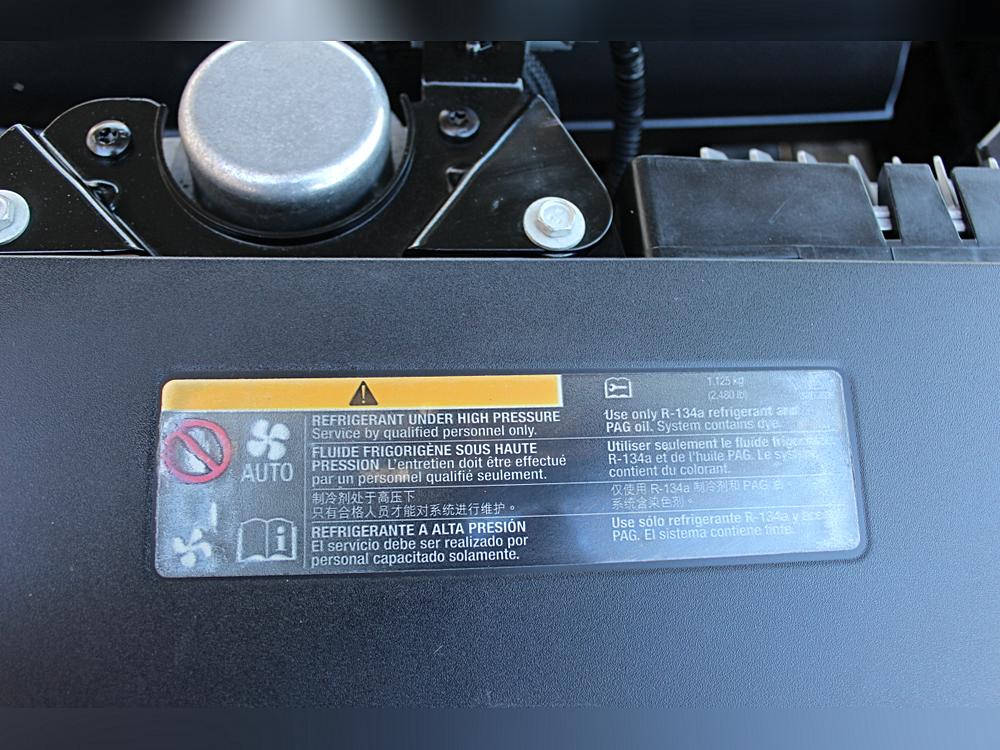 1.125 kg
(2.480 lb)
REFRIGERANT UNDER HIGH PRESSURE
Service by qualified personnel only.
Use only R-134a refrigerant and
PAG oil. System contains dye.
AUTO
FLUIDE FRIGORIGÈNE SOUS HAUTE
PRESSION L'entretien doit être effectué
par un personnel qualifié seulement.
Utiliser seulement le fluide
R-134a et de l'huile PAG. Le
contient du colorant.
制冷剂处于高压下
只有合格人员才能对系统进行维护。
仅使用 R-134a 制冷剂和 PAG 油
系统含染色剂。
REFRIGERANTE A ALTA PRESIÓN
El servicio debe ser realizado por
personal capacitado solamente.
Use sólo refrigerante R-134a y
PAG. El sistema contiene tinte.